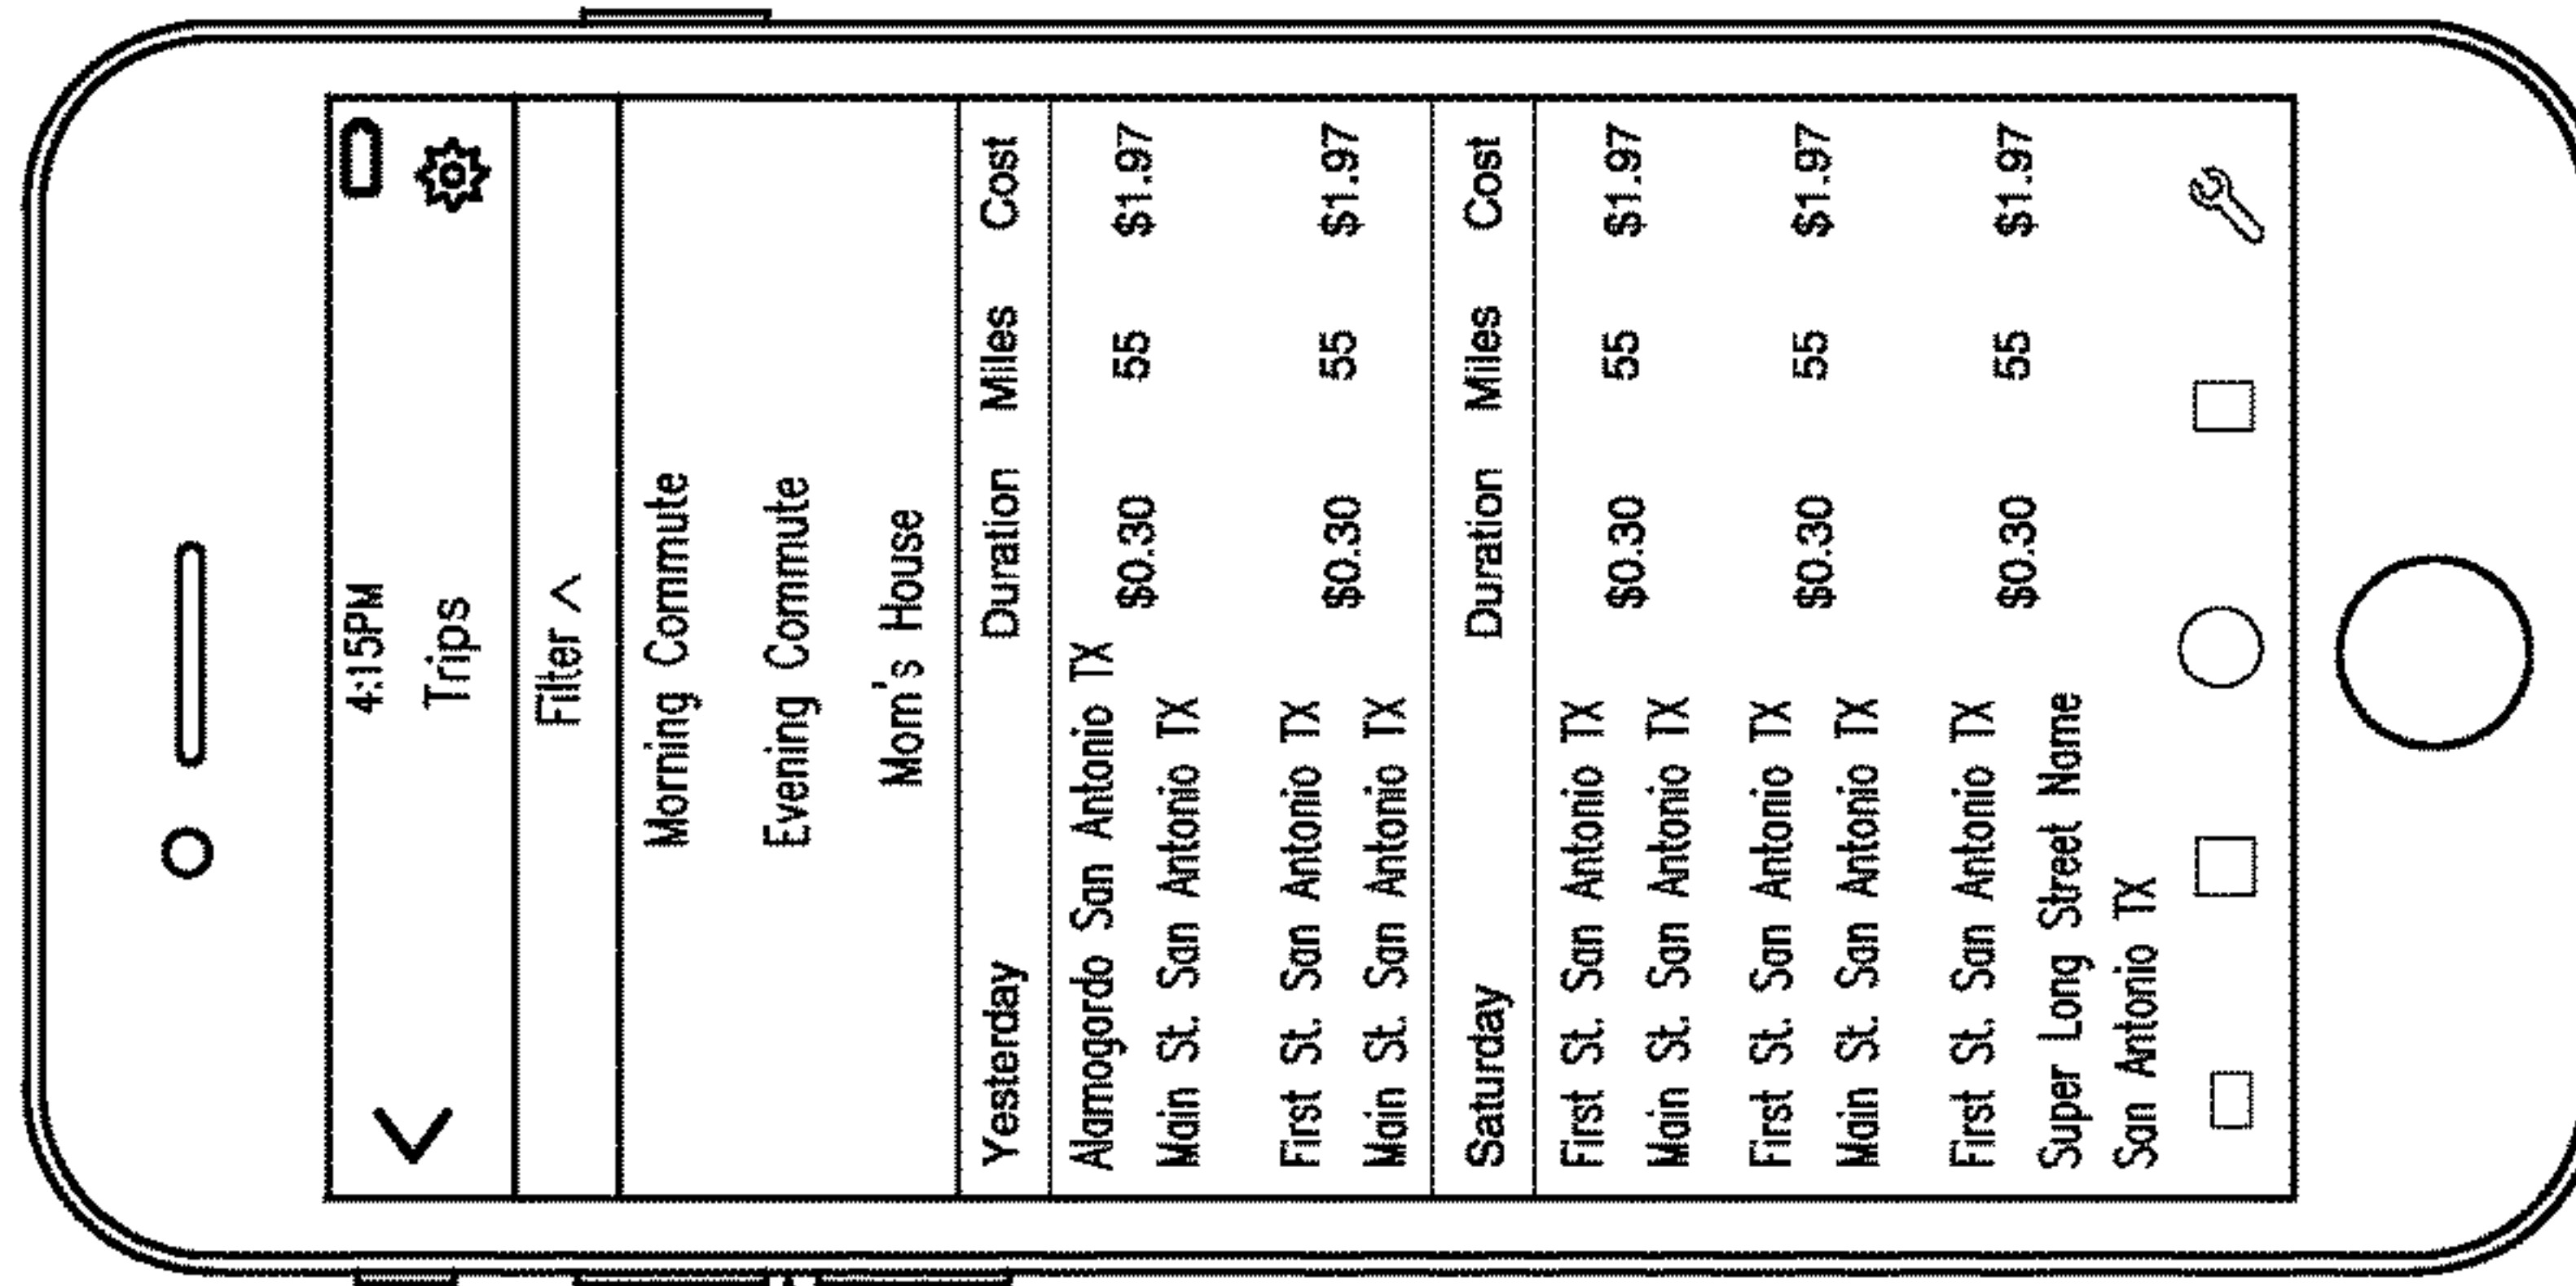 4:15PM
Trips
Filter ^
Morning Commute
Evening Commute
Mom's House
Yesterday Duration Miles Cost
Alamogordo San Antonio TX
$0.30 55 $1.97
Main St. San Antonio TX
First St. San Antonio TX
$0.30 55 $1.97
Main St. San Antonio TX
Saturday Duration Miles Cost
First St. San Antonio TX
$0.30 55 $1.97
Main St. San Antonio TX
First St. San Antonio TX
$0.30 55 $1.97
Main St. San Antonio TX
First St. San Antonio TX
$0.30 55 $1.97
Super Long Street Name
San Antonio TX